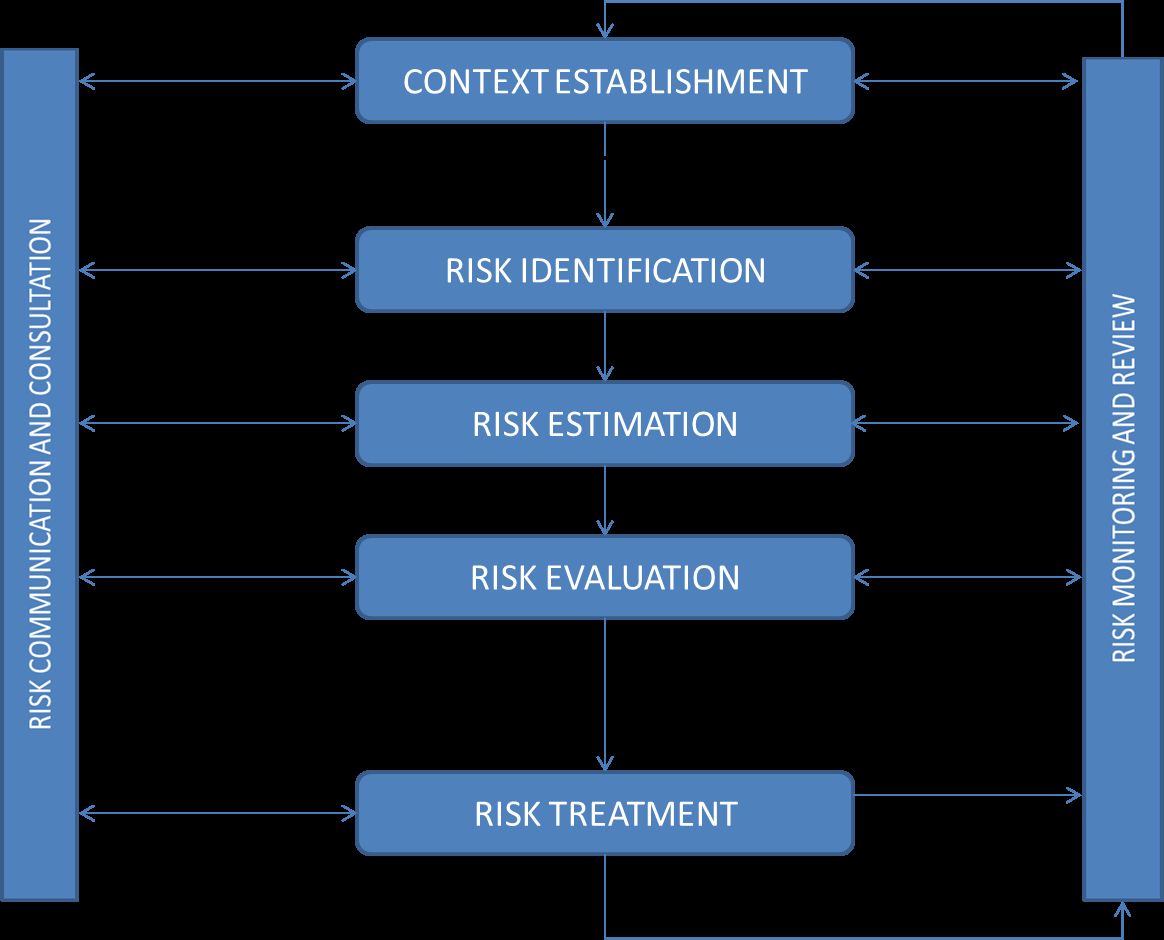 CONTEXT ESTABLISHMENT
RISK IDENTIFICATION
RISK ESTIMATION
RISK EVALUATION
RISK TREATMENT
RISK COMMUNICATION AND CONSULTATION
RISK MONITORING AND REVIEW